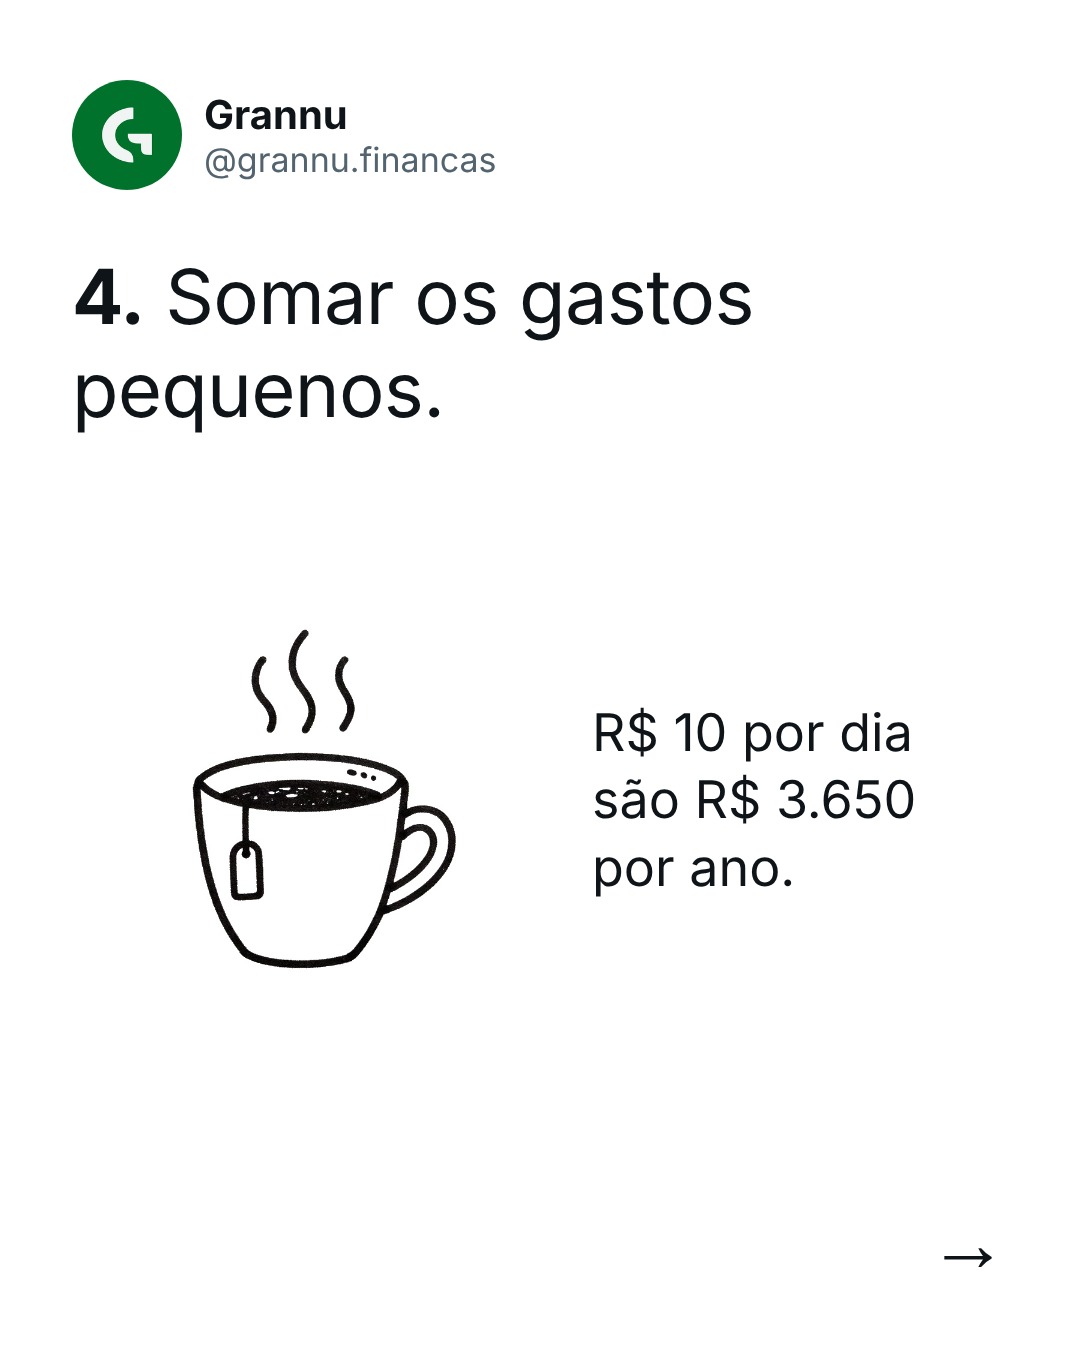 Grannu
@grannu.financas
4. Somar os gastos
pequenos.
R$ 10 por dia
são R$ 3.650
por ano.
→